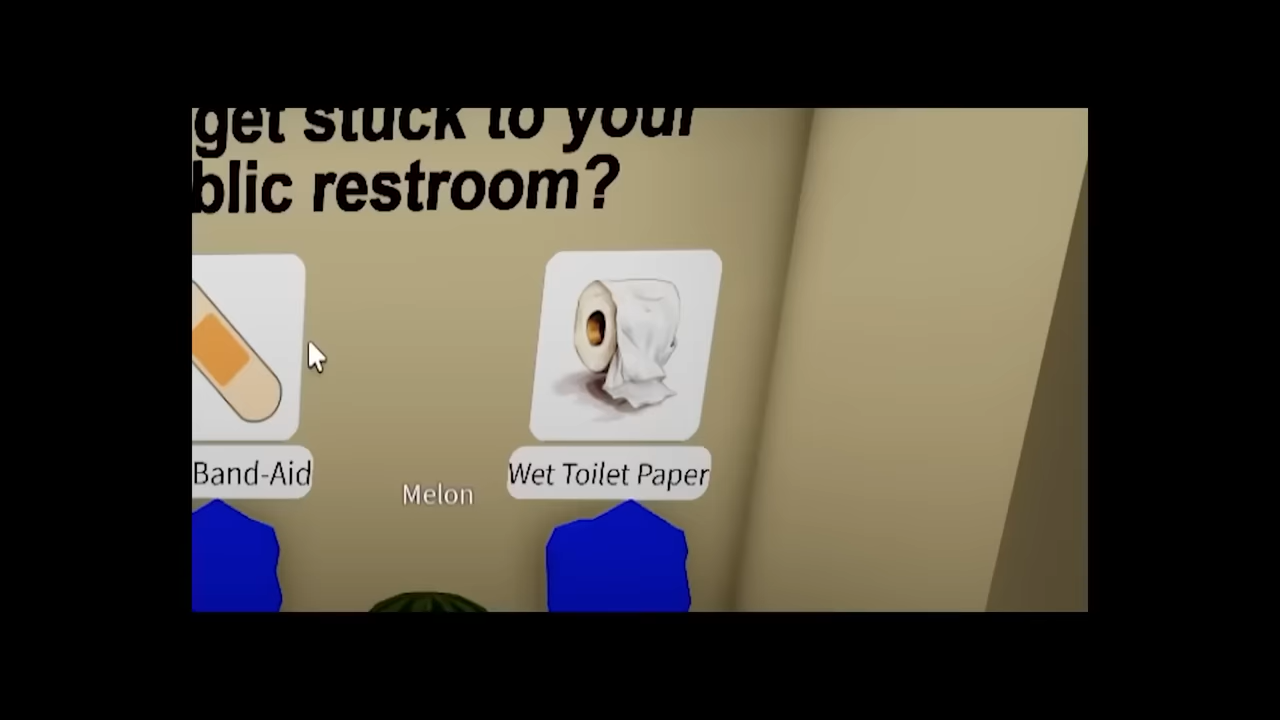 get stuck to your
blic restroom?
Band-Aid
Wet Toilet Paper
Melon